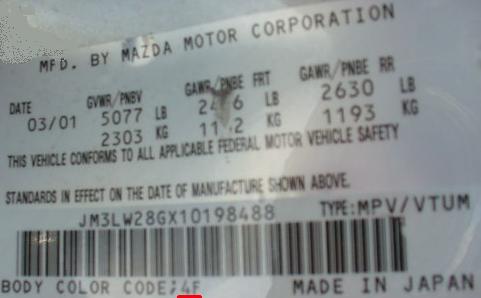 MFD. BY MAZDA MOTOR CORPORATION
DATE GVWR/PNBV GAWR/PNBE FRT GAWR/PNBE RR
03/01 5077 LB LB 2630 LB
2303 KG KG 1193 KG
THIS VEHICLE CONFORMS TO ALL APPLICABLE FEDERAL MOTOR VEHICLE SAFETY
STANDARDS IN EFFECT ON THE DATE OF MANUFACTURE SHOWN ABOVE.
JM3LW28GX10198488 TYPE:MPV/VTUM
BODY COLOR CODE:4F MADE IN JAPAN